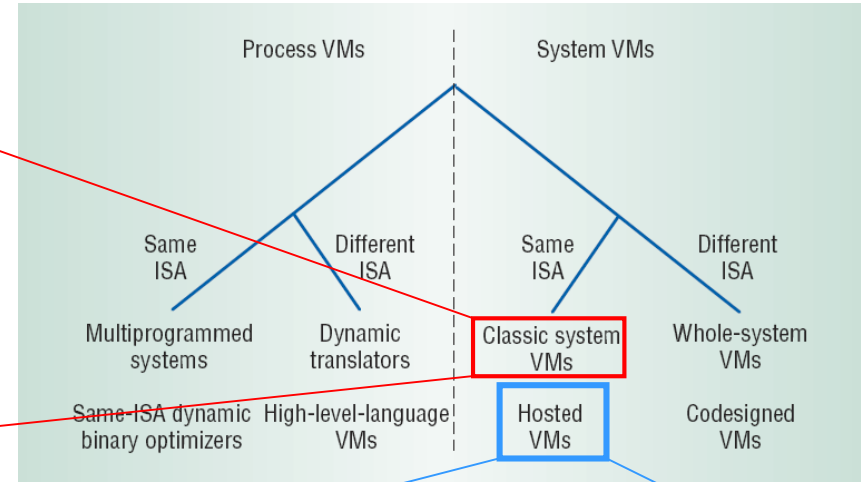 Process VMs
System VMs
Same
ISA
Different
ISA
Same
ISA
Different
ISA
Multiprogrammed
systems
Dynamic
translators
Classic system
VMs
Whole-system
VMs
Same-ISA dynamic
binary optimizers
High-level-language
VMs
Hosted
VMs
Codesigned
VMs